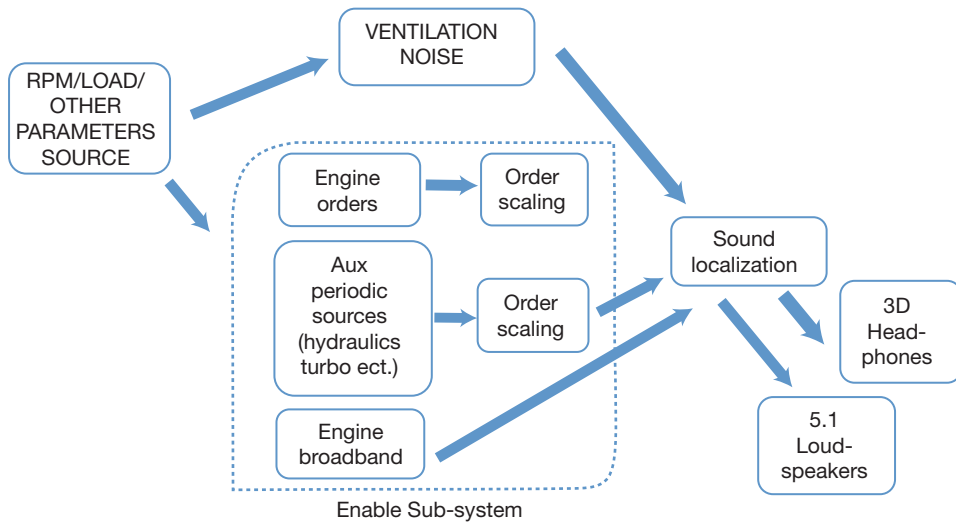 VENTILATION
NOISE
RPM/LOAD/
OTHER
PARAMETERS
SOURCE
Engine
orders
Order
scaling
Aux
periodic
sources
(hydraulics
turbo ect.)
Order
scaling
Engine
broadband
Enable Sub-system
Sound
localization
3D
Head-
phones
5.1
Loud-
speakers